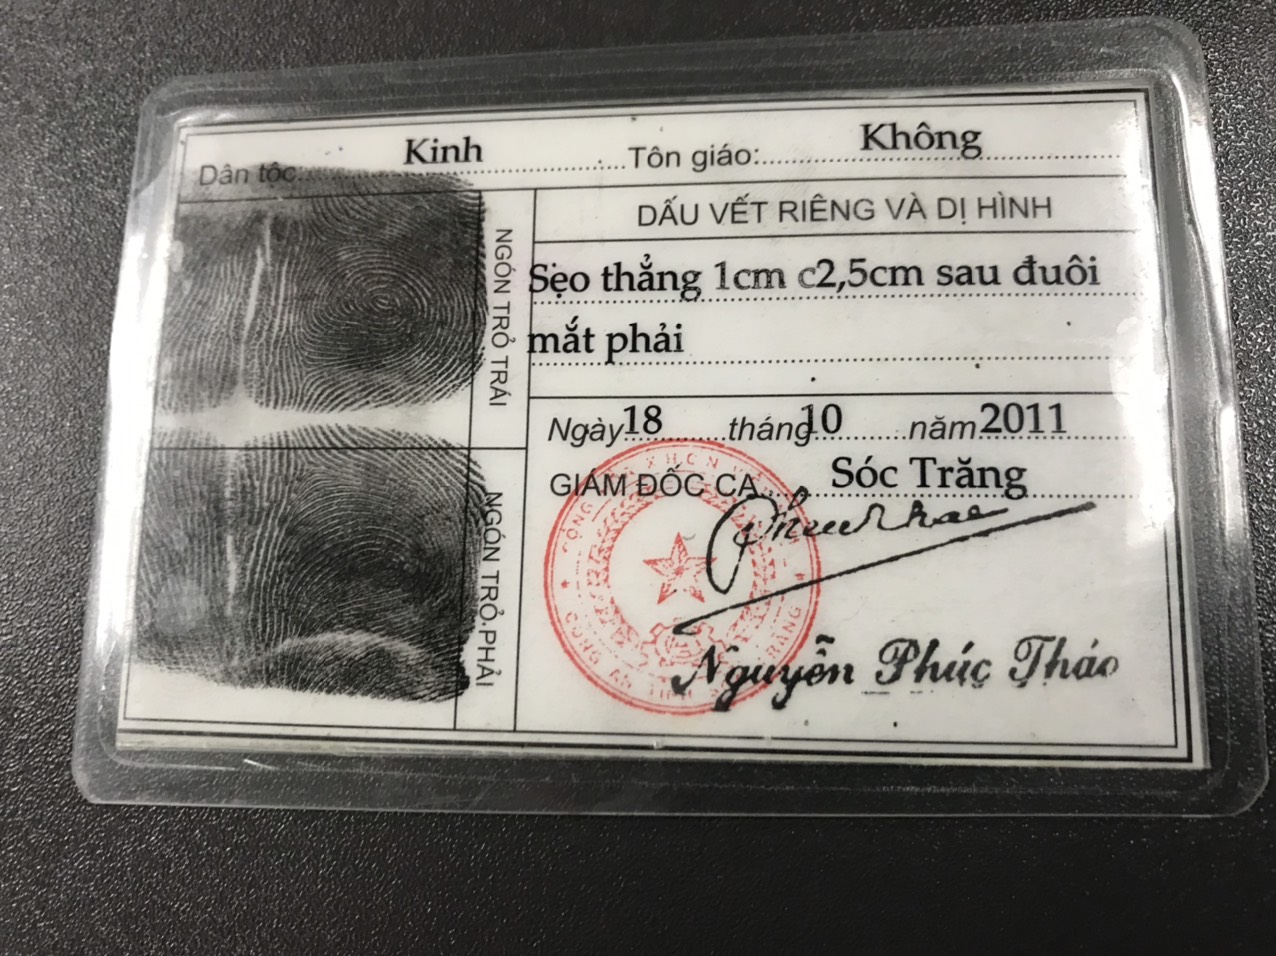 Dân tộc: Kinh Tôn giáo: Không
NGÓN TRỎ TRÁI
DẤU VẾT RIÊNG VÀ DỊ HÌNH
Sẹo thẳng 1cm c2,5cm sau đuôi
mắt phải
NGÓN TRỎ PHẢI
Ngày 18 tháng 10 năm 2011
GIÁM ĐỐC CA Sóc Trăng
Nguyễn Phúc Thảo